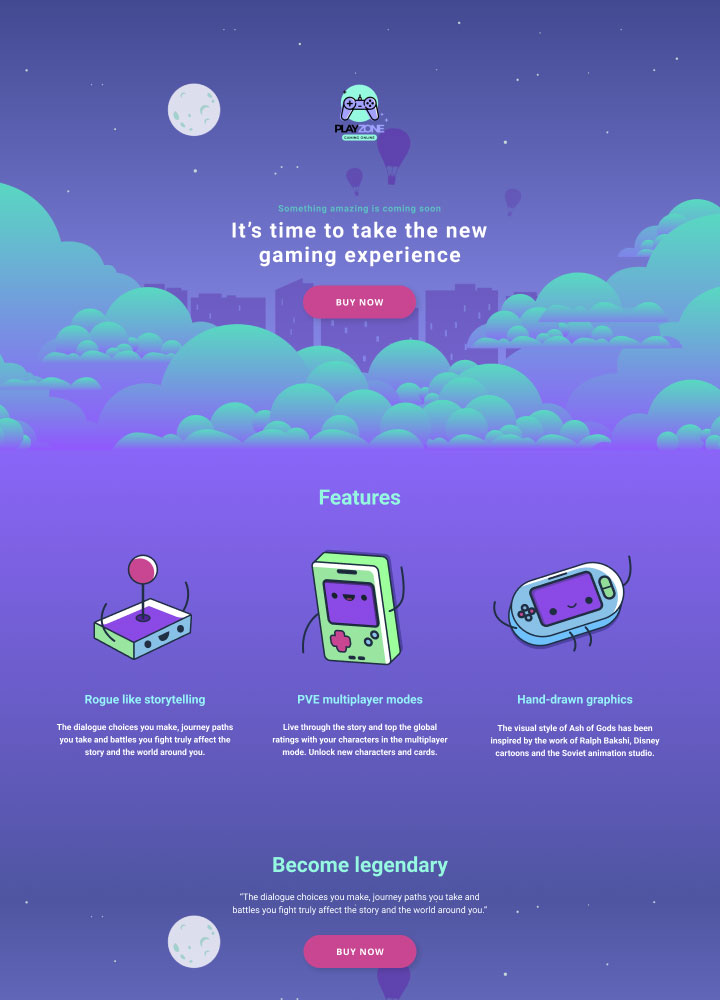 PLAYZONE
GAMING ONLINE
Something amazing is coming soon
It’s time to take the new
gaming experience
BUY NOW
Features
Rogue like storytelling
The dialogue choices you make, journey paths
you take and battles you fight truly affect the
story and the world around you.
PVE multiplayer modes
Live through the story and top the global
ratings with your characters in the multiplayer
mode. Unlock new characters and cards.
Hand-drawn graphics
The visual style of Ash of Gods has been
inspired by the work of Ralph Bakshi, Disney
cartoons and the Soviet animation studio.
Become legendary
“The dialogue choices you make, journey paths you take and
battles you fight truly affect the story and the world around you.”
BUY NOW